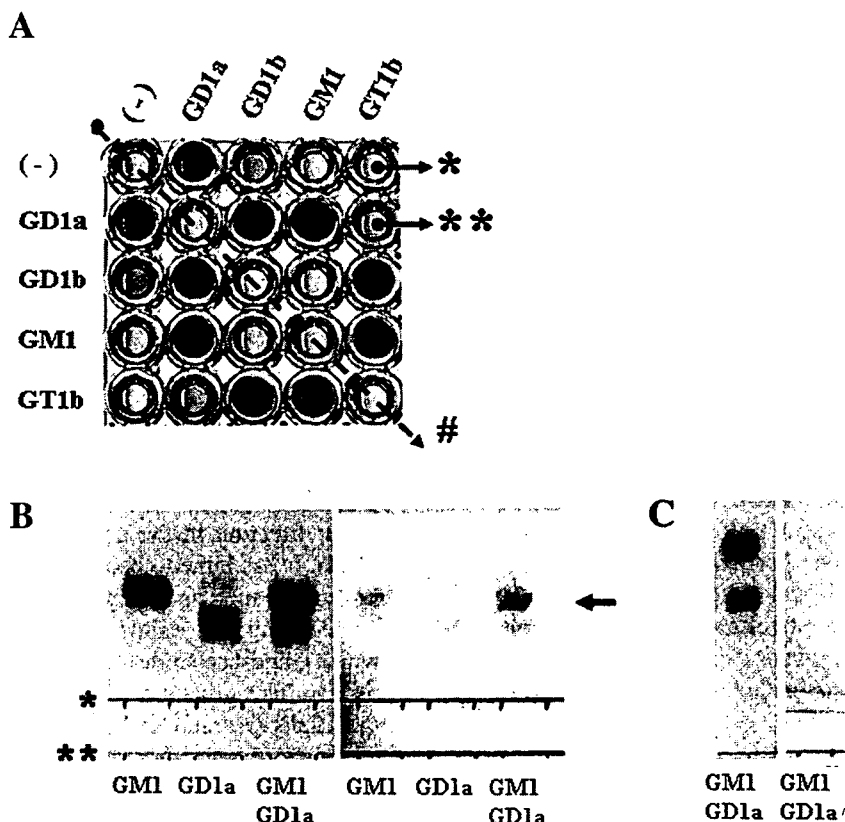 A
(-) GD1a GD1b GM1 GT1b
(-) *
GD1a **
GD1b
GM1
GT1b
#
B C
*
**
GM1 GD1a GM1 GM1 GD1a GM1 GM1 GM1
GD1a GD1a GD1a GD1a